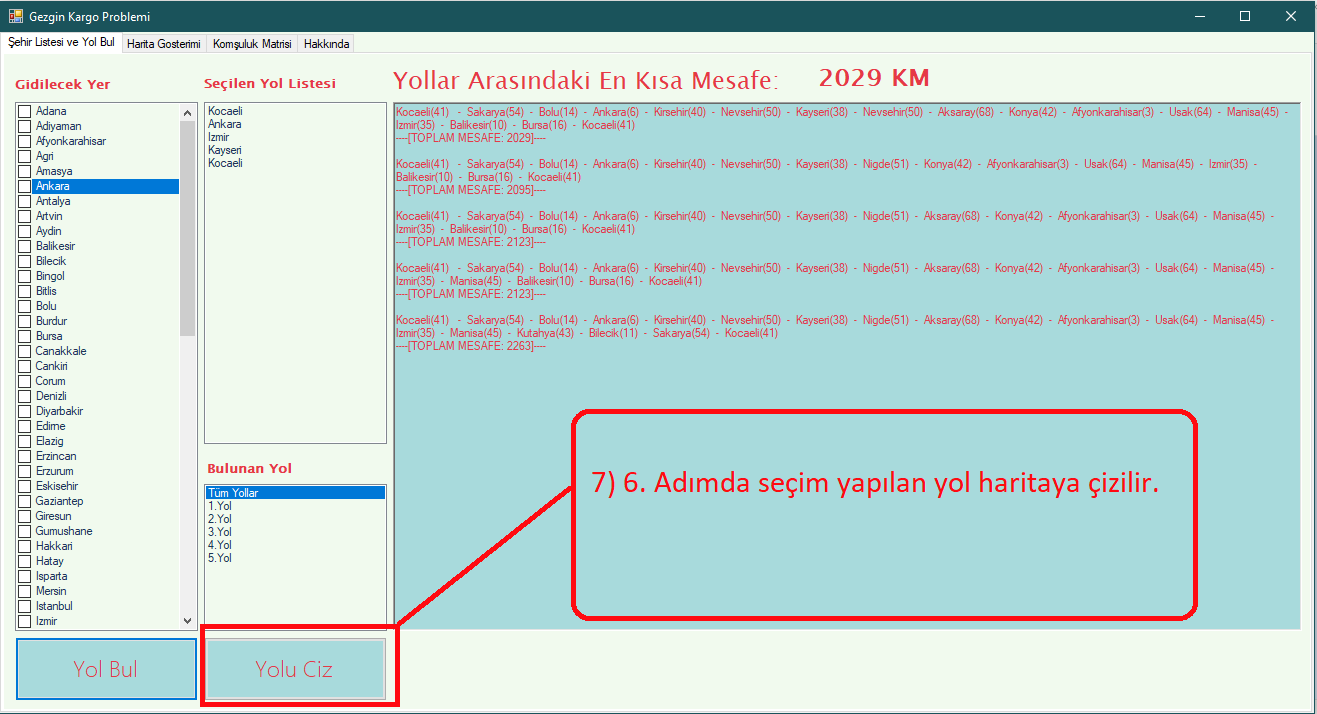 Gezgin Kargo Problemi
Şehir Listesi ve Yol Bul
Harita Gosterimi
Komşuluk Matrisi
Hakkında
Gidilecek Yer
Adana
Adiyaman
Afyonkarahisar
Agri
Amasya
Ankara
Antalya
Artvin
Aydin
Balikesir
Bilecik
Bingol
Bitlis
Bolu
Burdur
Bursa
Canakkale
Cankiri
Corum
Denizli
Diyarbakir
Edirne
Elazig
Erzincan
Erzurum
Eskisehir
Gaziantep
Giresun
Gumushane
Hakkari
Hatay
Isparta
Mersin
Istanbul
Izmir
Yol Bul
Seçilen Yol Listesi
Kocaeli
Ankara
Izmir
Kayseri
Kocaeli
Bulunan Yol
Tüm Yollar
1.Yol
2.Yol
3.Yol
4.Yol
5.Yol
Yolu Ciz
Yollar Arasındaki En Kısa Mesafe: 2029 KM
Kocaeli(41) - Sakarya(54) - Bolu(14) - Ankara(6) - Kirsehir(40) - Nevsehir(50) - Kayseri(38) - Nevsehir(50) - Aksaray(68) - Konya(42) - Afyonkarahisar(3) - Usak(64) - Manisa(45) -
Izmir(35) - Balikesir(10) - Bursa(16) - Kocaeli(41)
----[TOPLAM MESAFE: 2029]----
Kocaeli(41) - Sakarya(54) - Bolu(14) - Ankara(6) - Kirsehir(40) - Nevsehir(50) - Kayseri(38) - Nigde(51) - Konya(42) - Afyonkarahisar(3) - Usak(64) - Manisa(45) - Izmir(35) -
Balikesir(10) - Bursa(16) - Kocaeli(41)
----[TOPLAM MESAFE: 2095]----
Kocaeli(41) - Sakarya(54) - Bolu(14) - Ankara(6) - Kirsehir(40) - Nevsehir(50) - Kayseri(38) - Nigde(51) - Aksaray(68) - Konya(42) - Afyonkarahisar(3) - Usak(64) - Manisa(45) -
Izmir(35) - Balikesir(10) - Bursa(16) - Kocaeli(41)
----[TOPLAM MESAFE: 2123]----
Kocaeli(41) - Sakarya(54) - Bolu(14) - Ankara(6) - Kirsehir(40) - Nevsehir(50) - Kayseri(38) - Nigde(51) - Aksaray(68) - Konya(42) - Afyonkarahisar(3) - Usak(64) - Manisa(45) -
Izmir(35) - Manisa(45) - Balikesir(10) - Bursa(16) - Kocaeli(41)
----[TOPLAM MESAFE: 2123]----
Kocaeli(41) - Sakarya(54) - Bolu(14) - Ankara(6) - Kirsehir(40) - Nevsehir(50) - Kayseri(38) - Nigde(51) - Aksaray(68) - Konya(42) - Afyonkarahisar(3) - Usak(64) - Manisa(45) -
Izmir(35) - Manisa(45) - Kutahya(43) - Bilecik(11) - Sakarya(54) - Kocaeli(41)
----[TOPLAM MESAFE: 2263]----
7) 6. Adımda seçim yapılan yol haritaya çizilir.